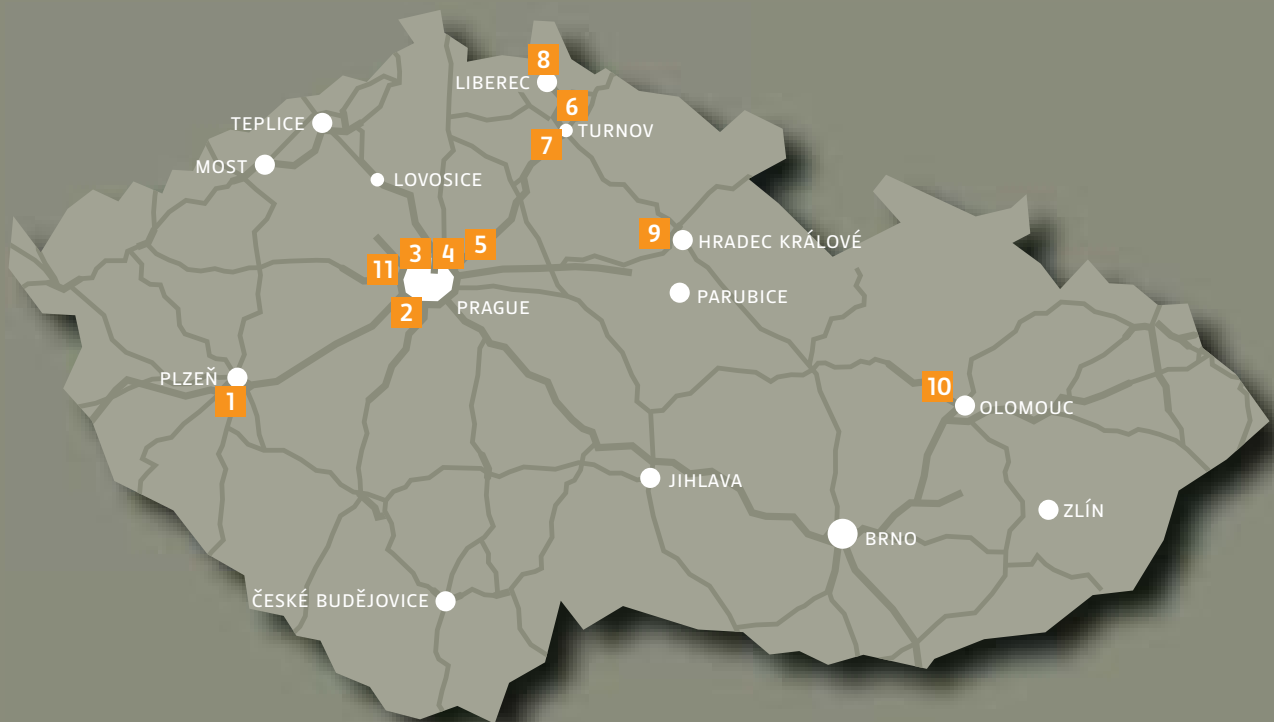 8
LIBEREC
6
TEPLICE
TURNOV
7
MOST
LOVOSICE
9
HRADEC KRÁLOVÉ
3
4
5
11
PARUBICE
2
PRAGUE
PLZEŇ
1
10
OLOMOUC
JIHLAVA
ZLÍN
BRNO
ČESKÉ BUDĚJOVICE